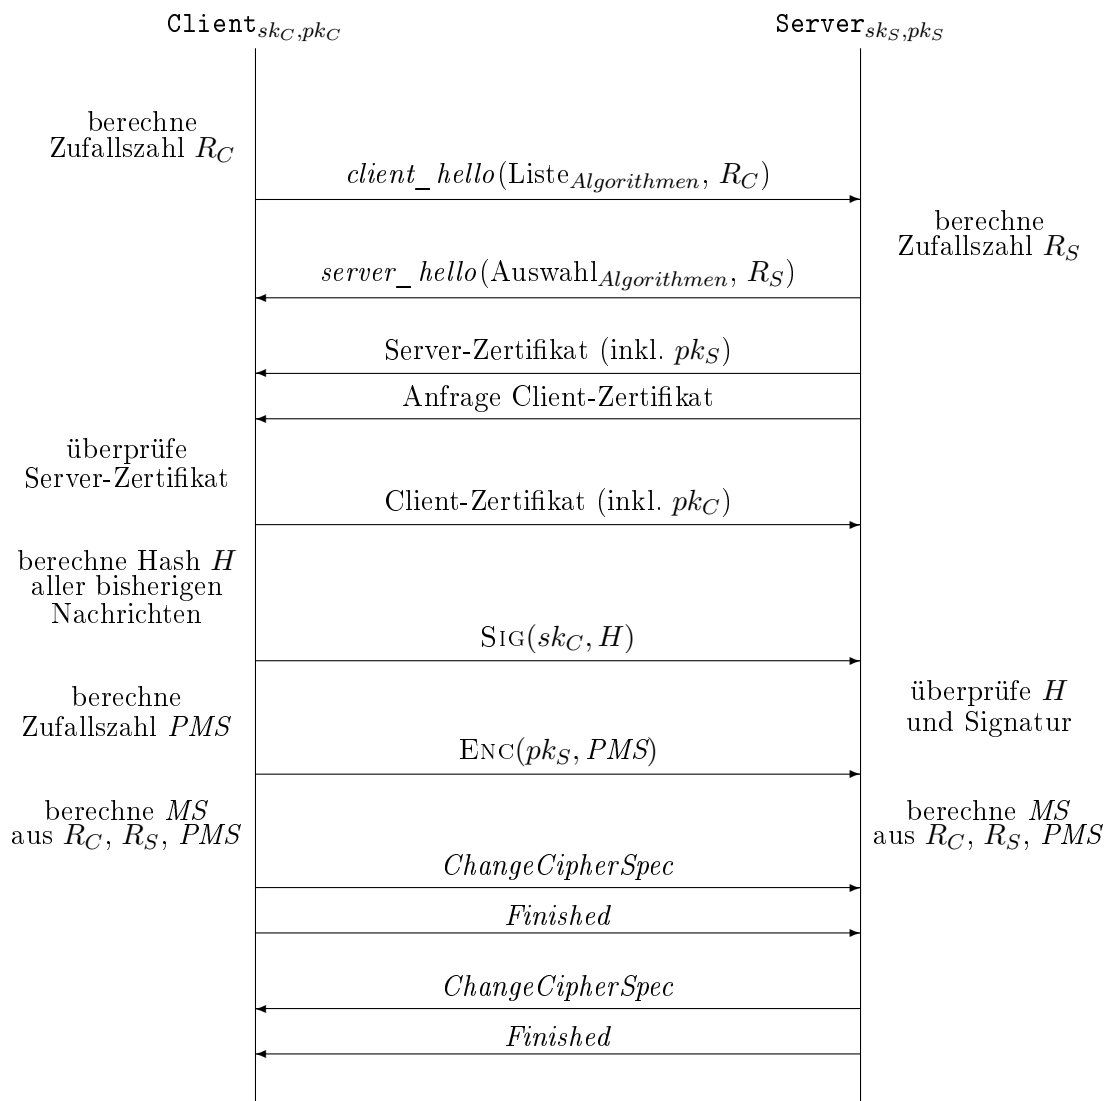 Client_{sk_C,pk_C}
Server_{sk_S,pk_S}
berechne
Zufallszahl R_C
client_hello(Liste_{Algorithmen}, R_C)
berechne
Zufallszahl R_S
server_hello(Auswahl_{Algorithmen}, R_S)
Server-Zertifikat (inkl. pk_S)
Anfrage Client-Zertifikat
überprüfe
Server-Zertifikat
Client-Zertifikat (inkl. pk_C)
berechne Hash H
aller bisherigen
Nachrichten
SIG(sk_C, H)
berechne
Zufallszahl PMS
überprüfe H
und Signatur
ENC(pk_S, PMS)
berechne MS
aus R_C, R_S, PMS
berechne MS
aus R_C, R_S, PMS
ChangeCipherSpec
Finished
ChangeCipherSpec
Finished